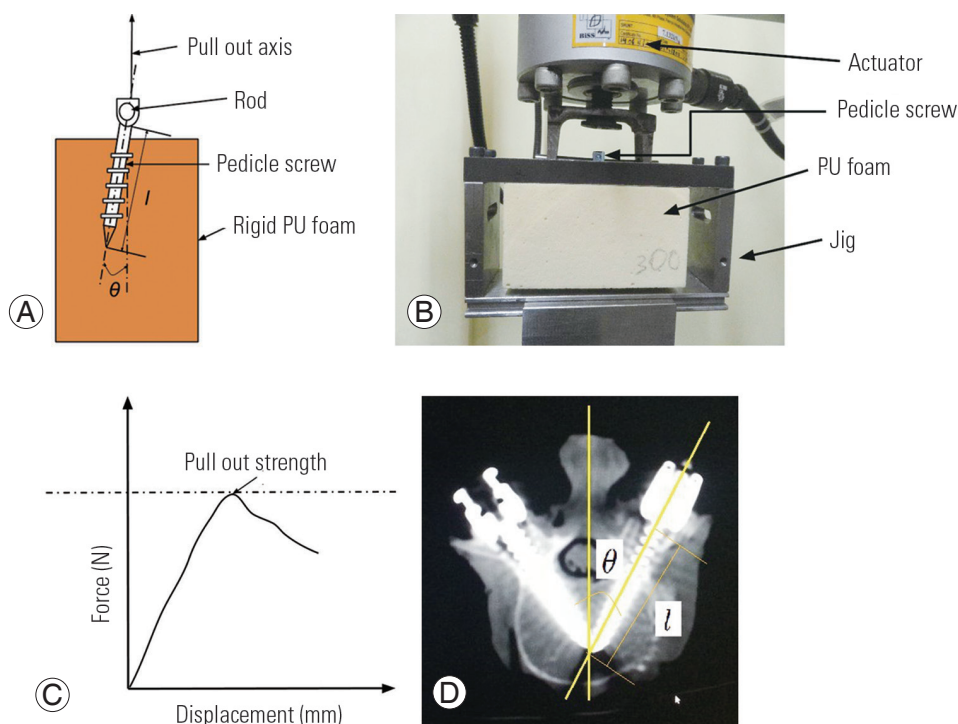 Pull out axis
Rod
Pedicle screw
l
Rigid PU foam
θ
A
BISS
Actuator
Pedicle screw
PU foam
Jig
300
B
Pull out strength
Force (N)
Displacement (mm)
C
θ
l
D